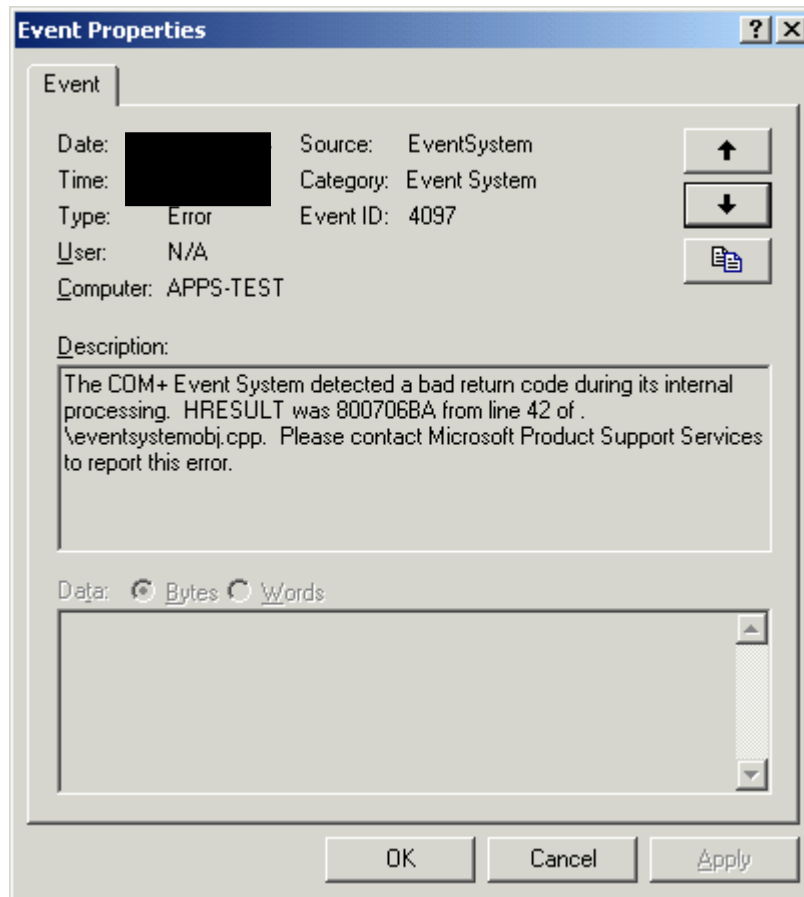 Event Properties
Event
Date: Source: EventSystem
Time: Category: Event System
Type: Error Event ID: 4097
User: N/A
Computer: APPS-TEST
Description:
The COM+ Event System detected a bad return code during its internal
processing.  HRESULT was 800706BA from line 42 of .
\eventsystemobj.cpp.  Please contact Microsoft Product Support Services
to report this error.
Data: Bytes Words
OK Cancel Apply